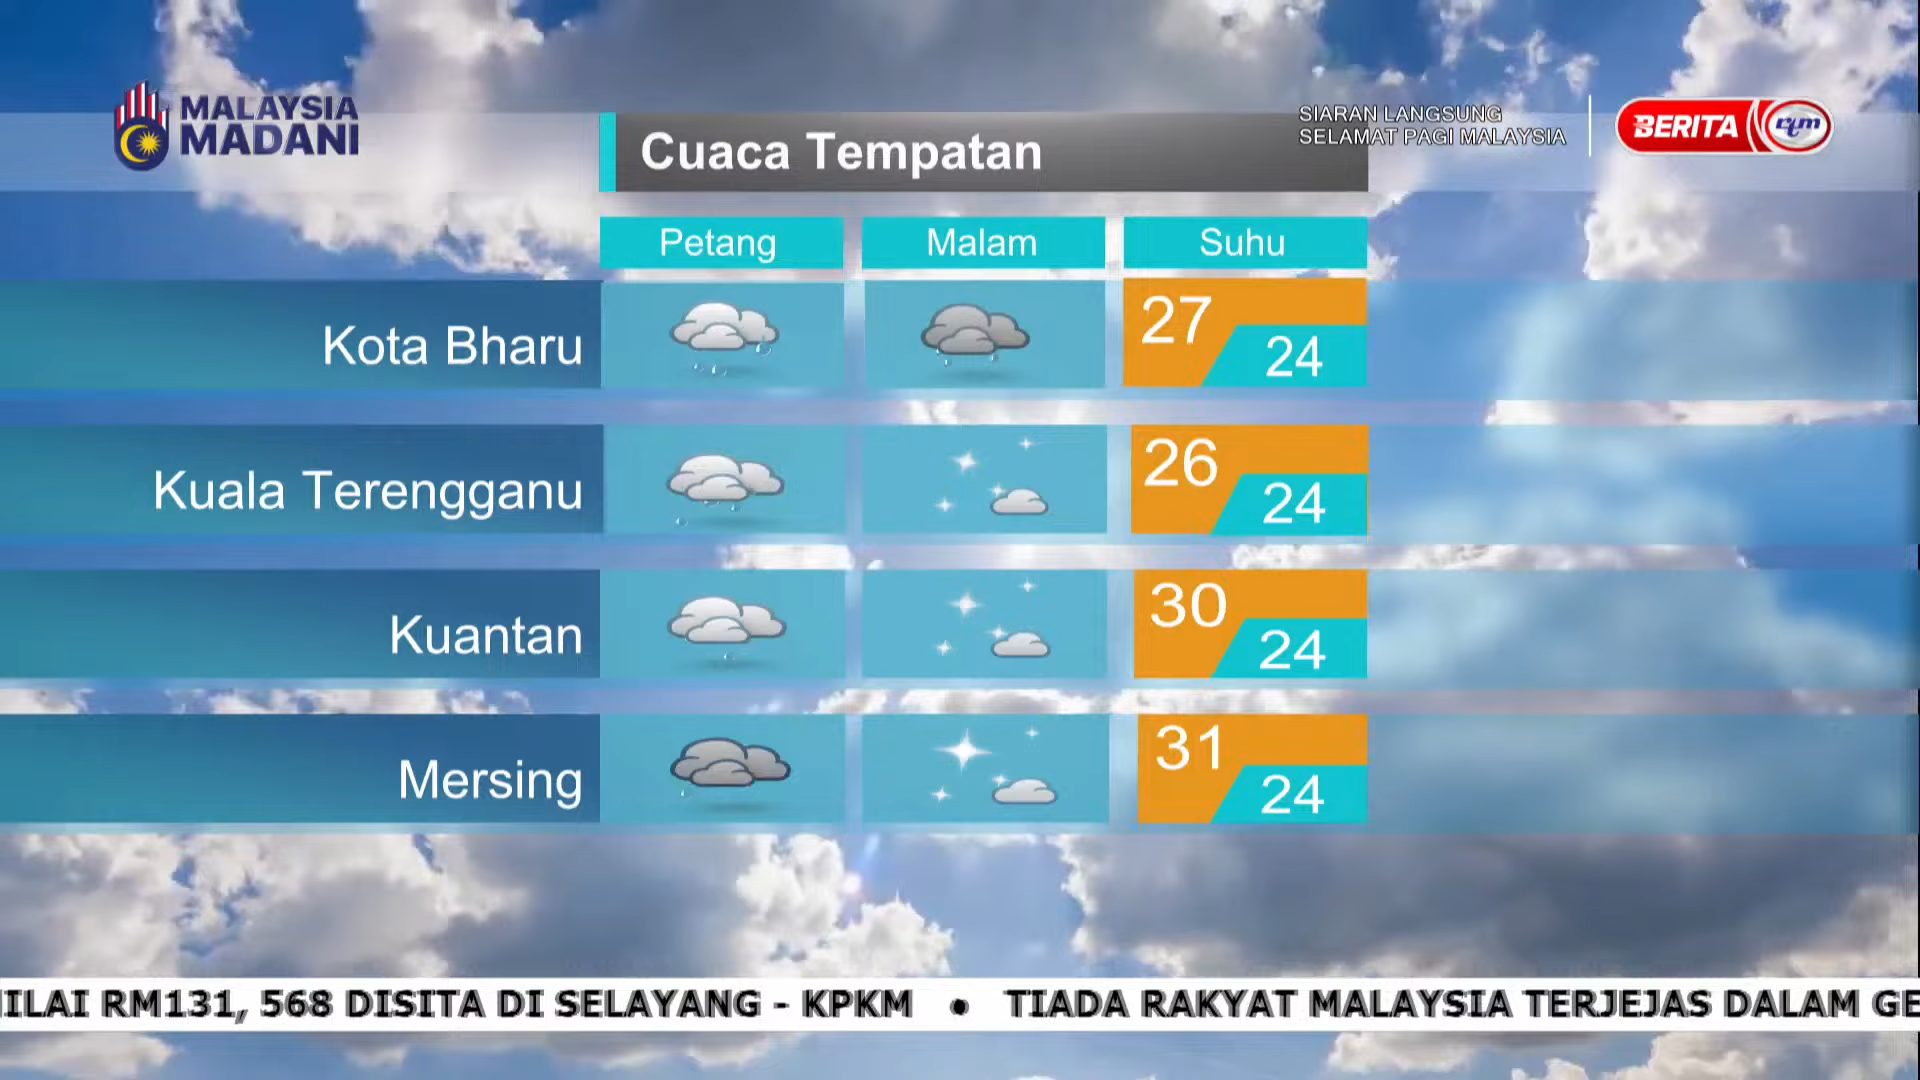 MALAYSIA
MADANI
Cuaca Tempatan
SIARAN LANGSUNG
SELAMAT PAGI MALAYSIA
BERITA rtm
Petang Malam Suhu
Kota Bharu 27 24
Kuala Terengganu 26 24
Kuantan 30 24
Mersing 31 24
ILAI RM131, 568 DISITA DI SELAYANG - KPKM • TIADA RAKYAT MALAYSIA TERJEJAS DALAM GE